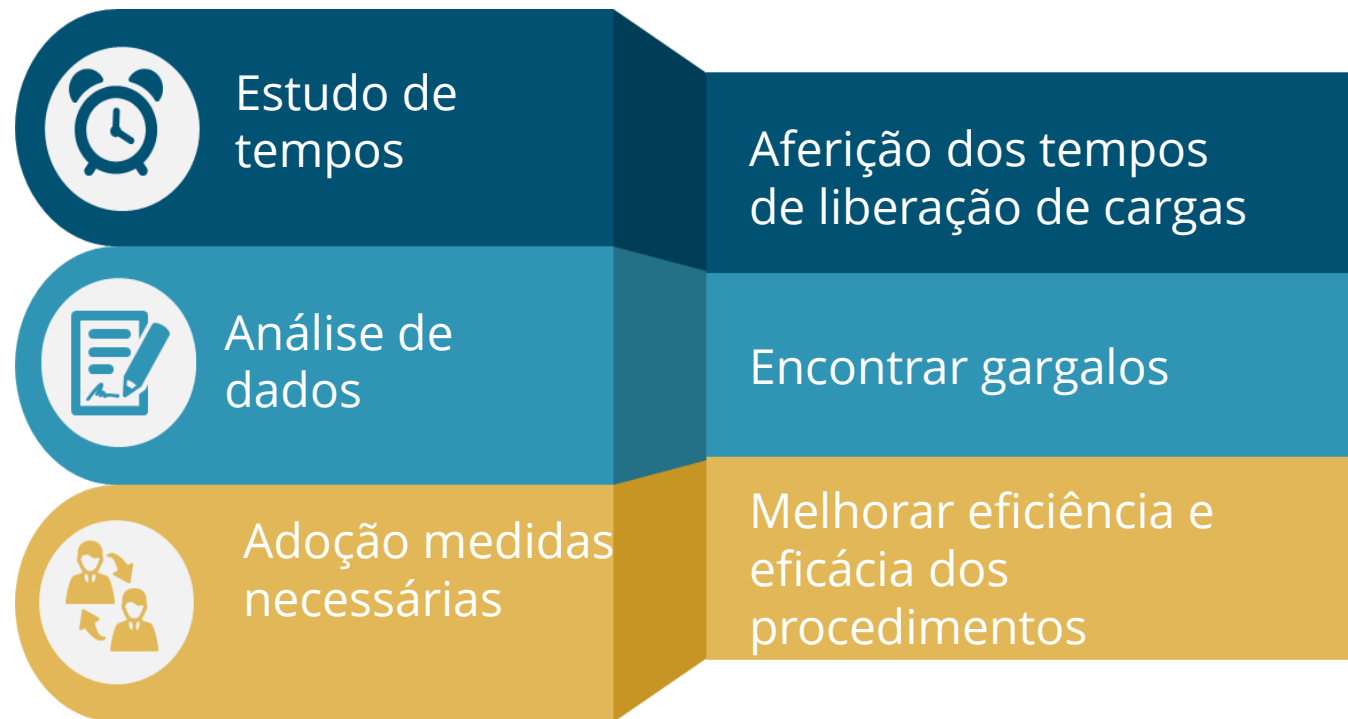 Estudo de
tempos
Aferição dos tempos
de liberação de cargas
Análise de
dados
Encontrar gargalos
Adoção medidas
necessárias
Melhorar eficiência e
eficácia dos
procedimentos